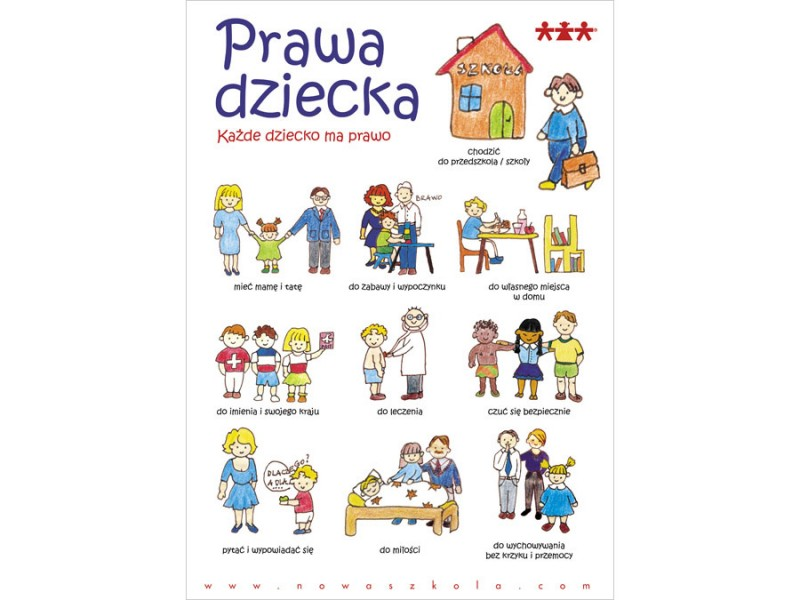 Prawa
dziecka
Każde dziecko ma prawo
SZKOŁA
chodzić
do przedszkola / szkoły
mieć mamę i tatę
BRAWO
do zabawy i wypoczynku
do własnego miejsca
w domu
do imienia i swojego kraju
do leczenia
czuć się bezpiecznie
DLACZEGO?
A DLA...
pytać i wypowiadać się
do miłości
do wychowywania
bez krzyku i przemocy
www.nowaszkola.com